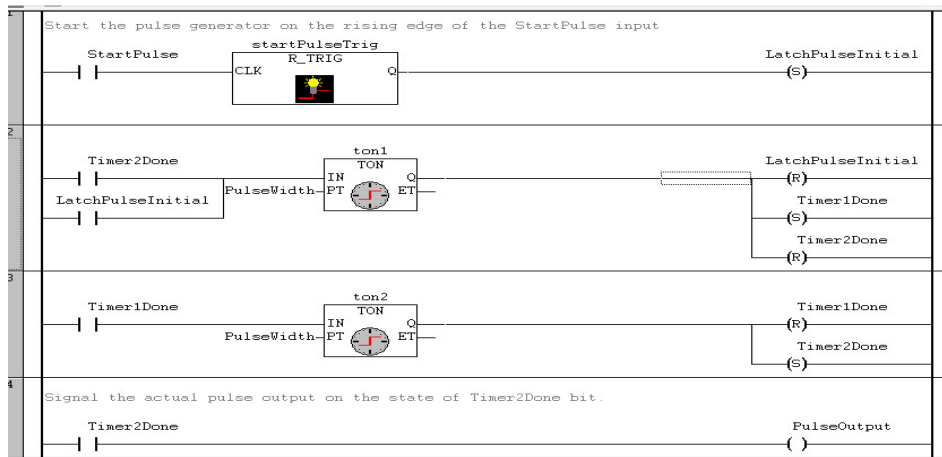 1
Start the pulse generator on the rising edge of the StartPulse input
StartPulse
startPulseTrig
R_TRIG
CLK
Q
LatchPulseInitial
(S)
2
Timer2Done
ton1
TON
IN
Q
PulseWidth
PT
ET
LatchPulseInitial
LatchPulseInitial
(R)
Timer1Done
(S)
Timer2Done
(R)
3
Timer1Done
ton2
TON
IN
Q
PulseWidth
PT
ET
Timer1Done
(R)
Timer2Done
(S)
4
Signal the actual pulse output on the state of Timer2Done bit.
Timer2Done
PulseOutput
( )